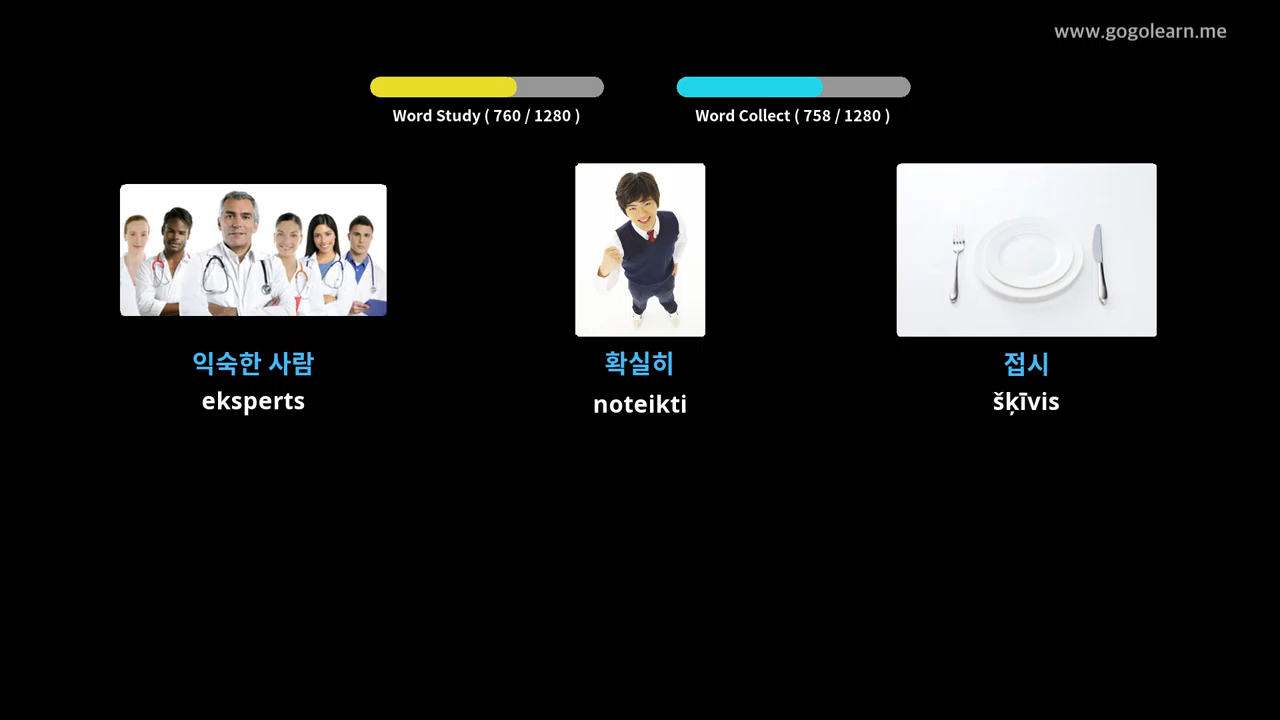 www.gogolearn.me
Word Study ( 760 / 1280 )
Word Collect ( 758 / 1280 )
익숙한 사람
확실히
접시
eksperts
noteikti
šķīvis